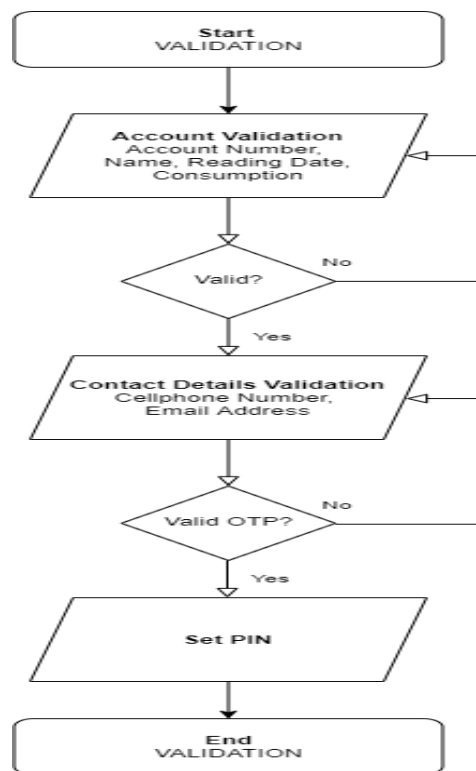 Start
VALIDATION
Account Validation
Account Number,
Name, Reading Date,
Consumption
Valid?
No
Yes
Contact Details Validation
Cellphone Number,
Email Address
Valid OTP?
No
Yes
Set PIN
End
VALIDATION